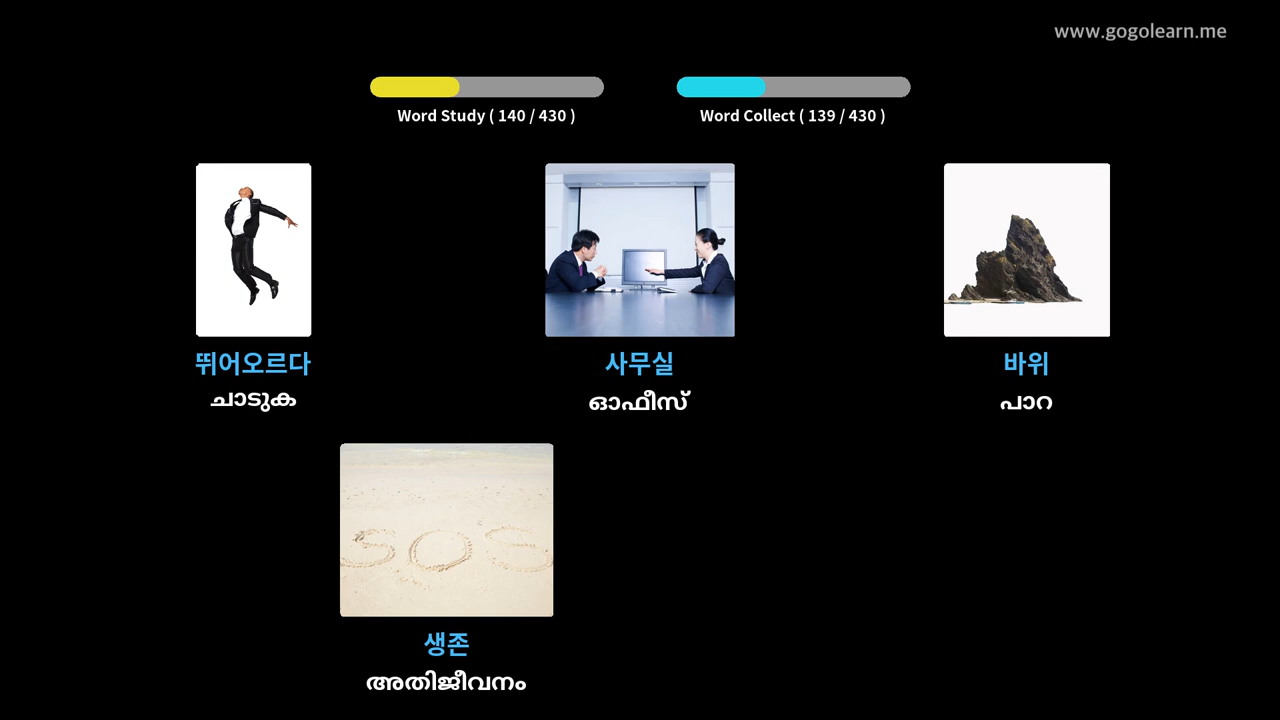 www.gogolearn.me
Word Study ( 140 / 430 )
Word Collect ( 139 / 430 )
뛰어오르다
사무실
바위
ചാടുക
ഓഫീസ്
പാറ
SOS
생존
അതിജീവനം